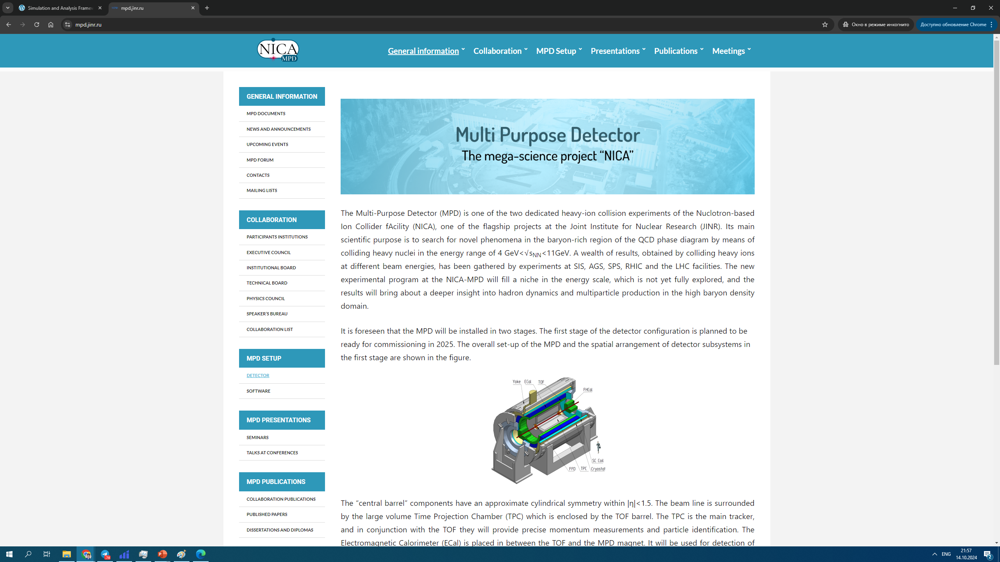 Simulation and Analysis Framew
mpd.jinr.ru
mpd.jinr.ru
Окно в режиме инкогнито
Доступно обновление Chrome
NICA
MPD
General information
Collaboration
MPD Setup
Presentations
Publications
Meetings
GENERAL INFORMATION
MPD DOCUMENTS
NEWS AND ANNOUNCEMENTS
UPCOMING EVENTS
MPD FORUM
CONTACTS
MAILING LISTS
COLLABORATION
PARTICIPANTS INSTITUTIONS
EXECUTIVE COUNCIL
INSTITUTIONAL BOARD
TECHNICAL BOARD
PHYSICS COUNCIL
SPEAKER'S BUREAU
COLLABORATION LIST
MPD SETUP
DETECTOR
SOFTWARE
MPD PRESENTATIONS
SEMINARS
TALKS AT CONFERENCES
MPD PUBLICATIONS
COLLABORATION PUBLICATIONS
PUBLISHED PAPERS
DISSERTATIONS AND DIPLOMAS
Multi Purpose Detector
The mega-science project “NICA”
The Multi-Purpose Detector (MPD) is one of the two dedicated heavy-ion collision experiments of the Nuclotron-based
Ion Collider fAcility (NICA), one of the flagship projects at the Joint Institute for Nuclear Research (JINR). Its main
scientific purpose is to search for novel phenomena in the baryon-rich region of the QCD phase diagram by means of
colliding heavy nuclei in the energy range of 4 GeV<√sNN<11GeV. A wealth of results, obtained by colliding heavy ions
at different beam energies, has been gathered by experiments at SIS, AGS, SPS, RHIC and the LHC facilities. The new
experimental program at the NICA-MPD will fill a niche in the energy scale, which is not yet fully explored, and the
results will bring about a deeper insight into hadron dynamics and multiparticle production in the high baryon density
domain.
It is foreseen that the MPD will be installed in two stages. The first stage of the detector configuration is planned to be
ready for commissioning in 2025. The overall set-up of the MPD and the spatial arrangement of detector subsystems in
the first stage are shown in the figure.
Yoke ECal TOF
FHCal
SC Coil
FFD TPC Cryostat
The “central barrel” components have an approximate cylindrical symmetry within |η|<1.5. The beam line is surrounded
by the large volume Time Projection Chamber (TPC) which is enclosed by the TOF barrel. The TPC is the main tracker,
and in conjunction with the TOF they will provide precise momentum measurements and particle identification. The
Electromagnetic Calorimeter (ECal) is placed in between the TOF and the MPD magnet. It will be used for detection of
.78
ENG
21:57
14.10.2024
2